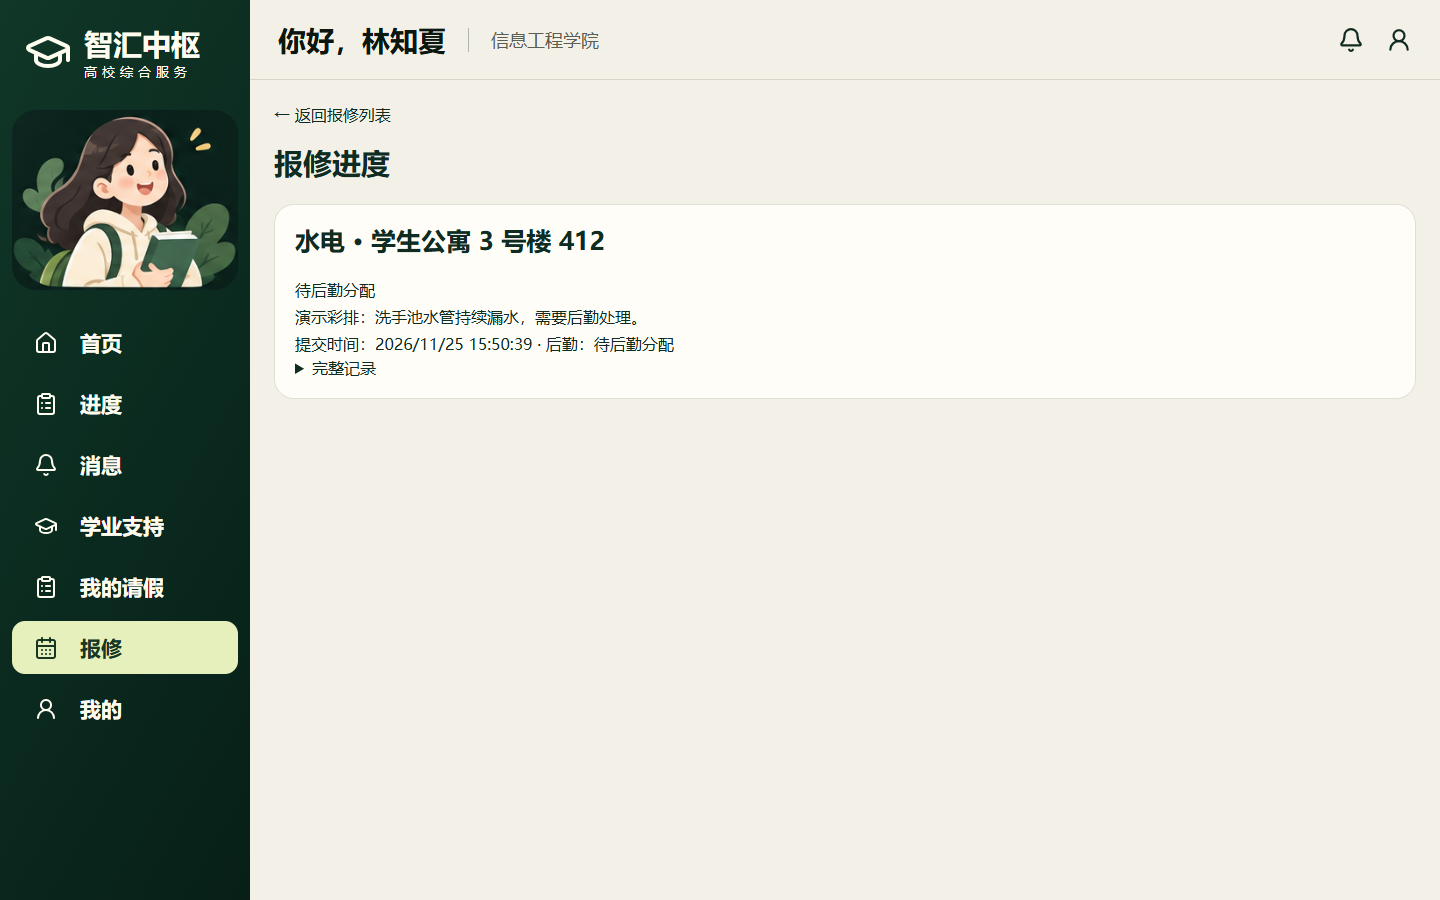 智汇中枢
高校综合服务
首页
进度
消息
学业支持
我的请假
报修
我的
你好，林知夏
信息工程学院
← 返回报修列表
报修进度
水电 · 学生公寓 3 号楼 412
待后勤分配
演示彩排：洗手池水管持续漏水，需要后勤处理。
提交时间：2026/11/25 15:50:39 · 后勤：待后勤分配
▶ 完整记录